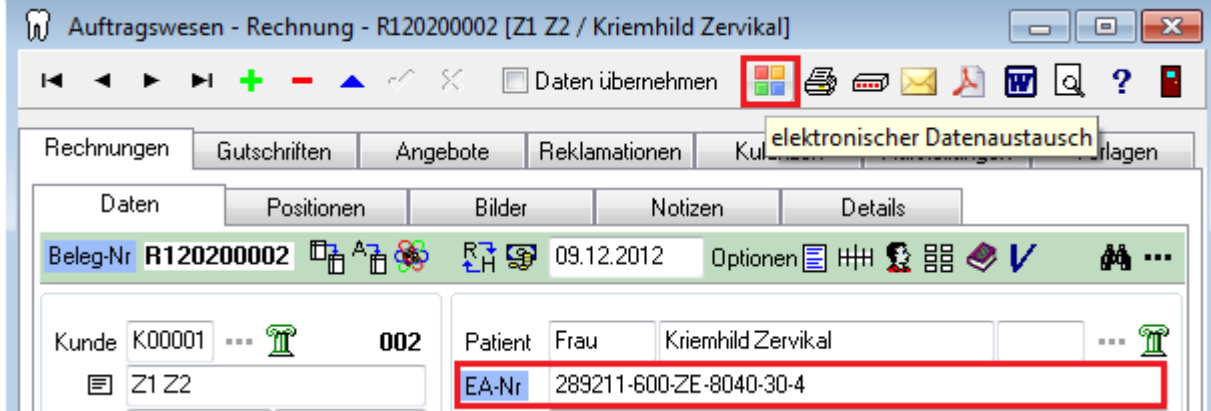 Auftragswesen - Rechnung - R120200002 [Z1 Z2 / Kriemhild Zervikal]
Daten übernehmen
elektronischer Datenaustausch
Rechnungen Gutschriften Angebote Reklamationen
Daten Positionen Bilder Notizen Details
Beleg-Nr R120200002 09.12.2012 Optionen
Kunde K00001 002 Patient Frau Kriemhild Zervikal
Z1 Z2 EA-Nr 289211-600-ZE-8040-30-4